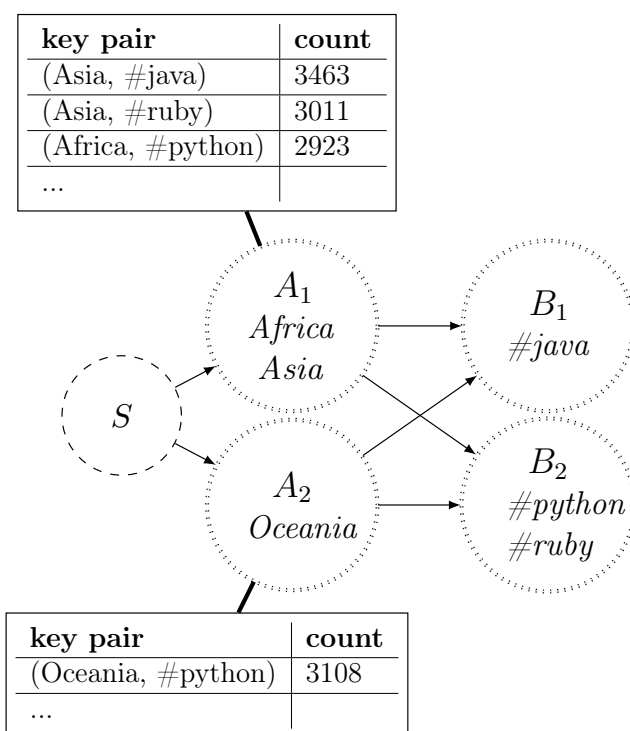 key pair count
(Asia, #java) 3463
(Asia, #ruby) 3011
(Africa, #python) 2923
...
A1
Africa
Asia
B1
#java
S
A2
Oceania
B2
#python
#ruby
key pair count
(Oceania, #python) 3108
...